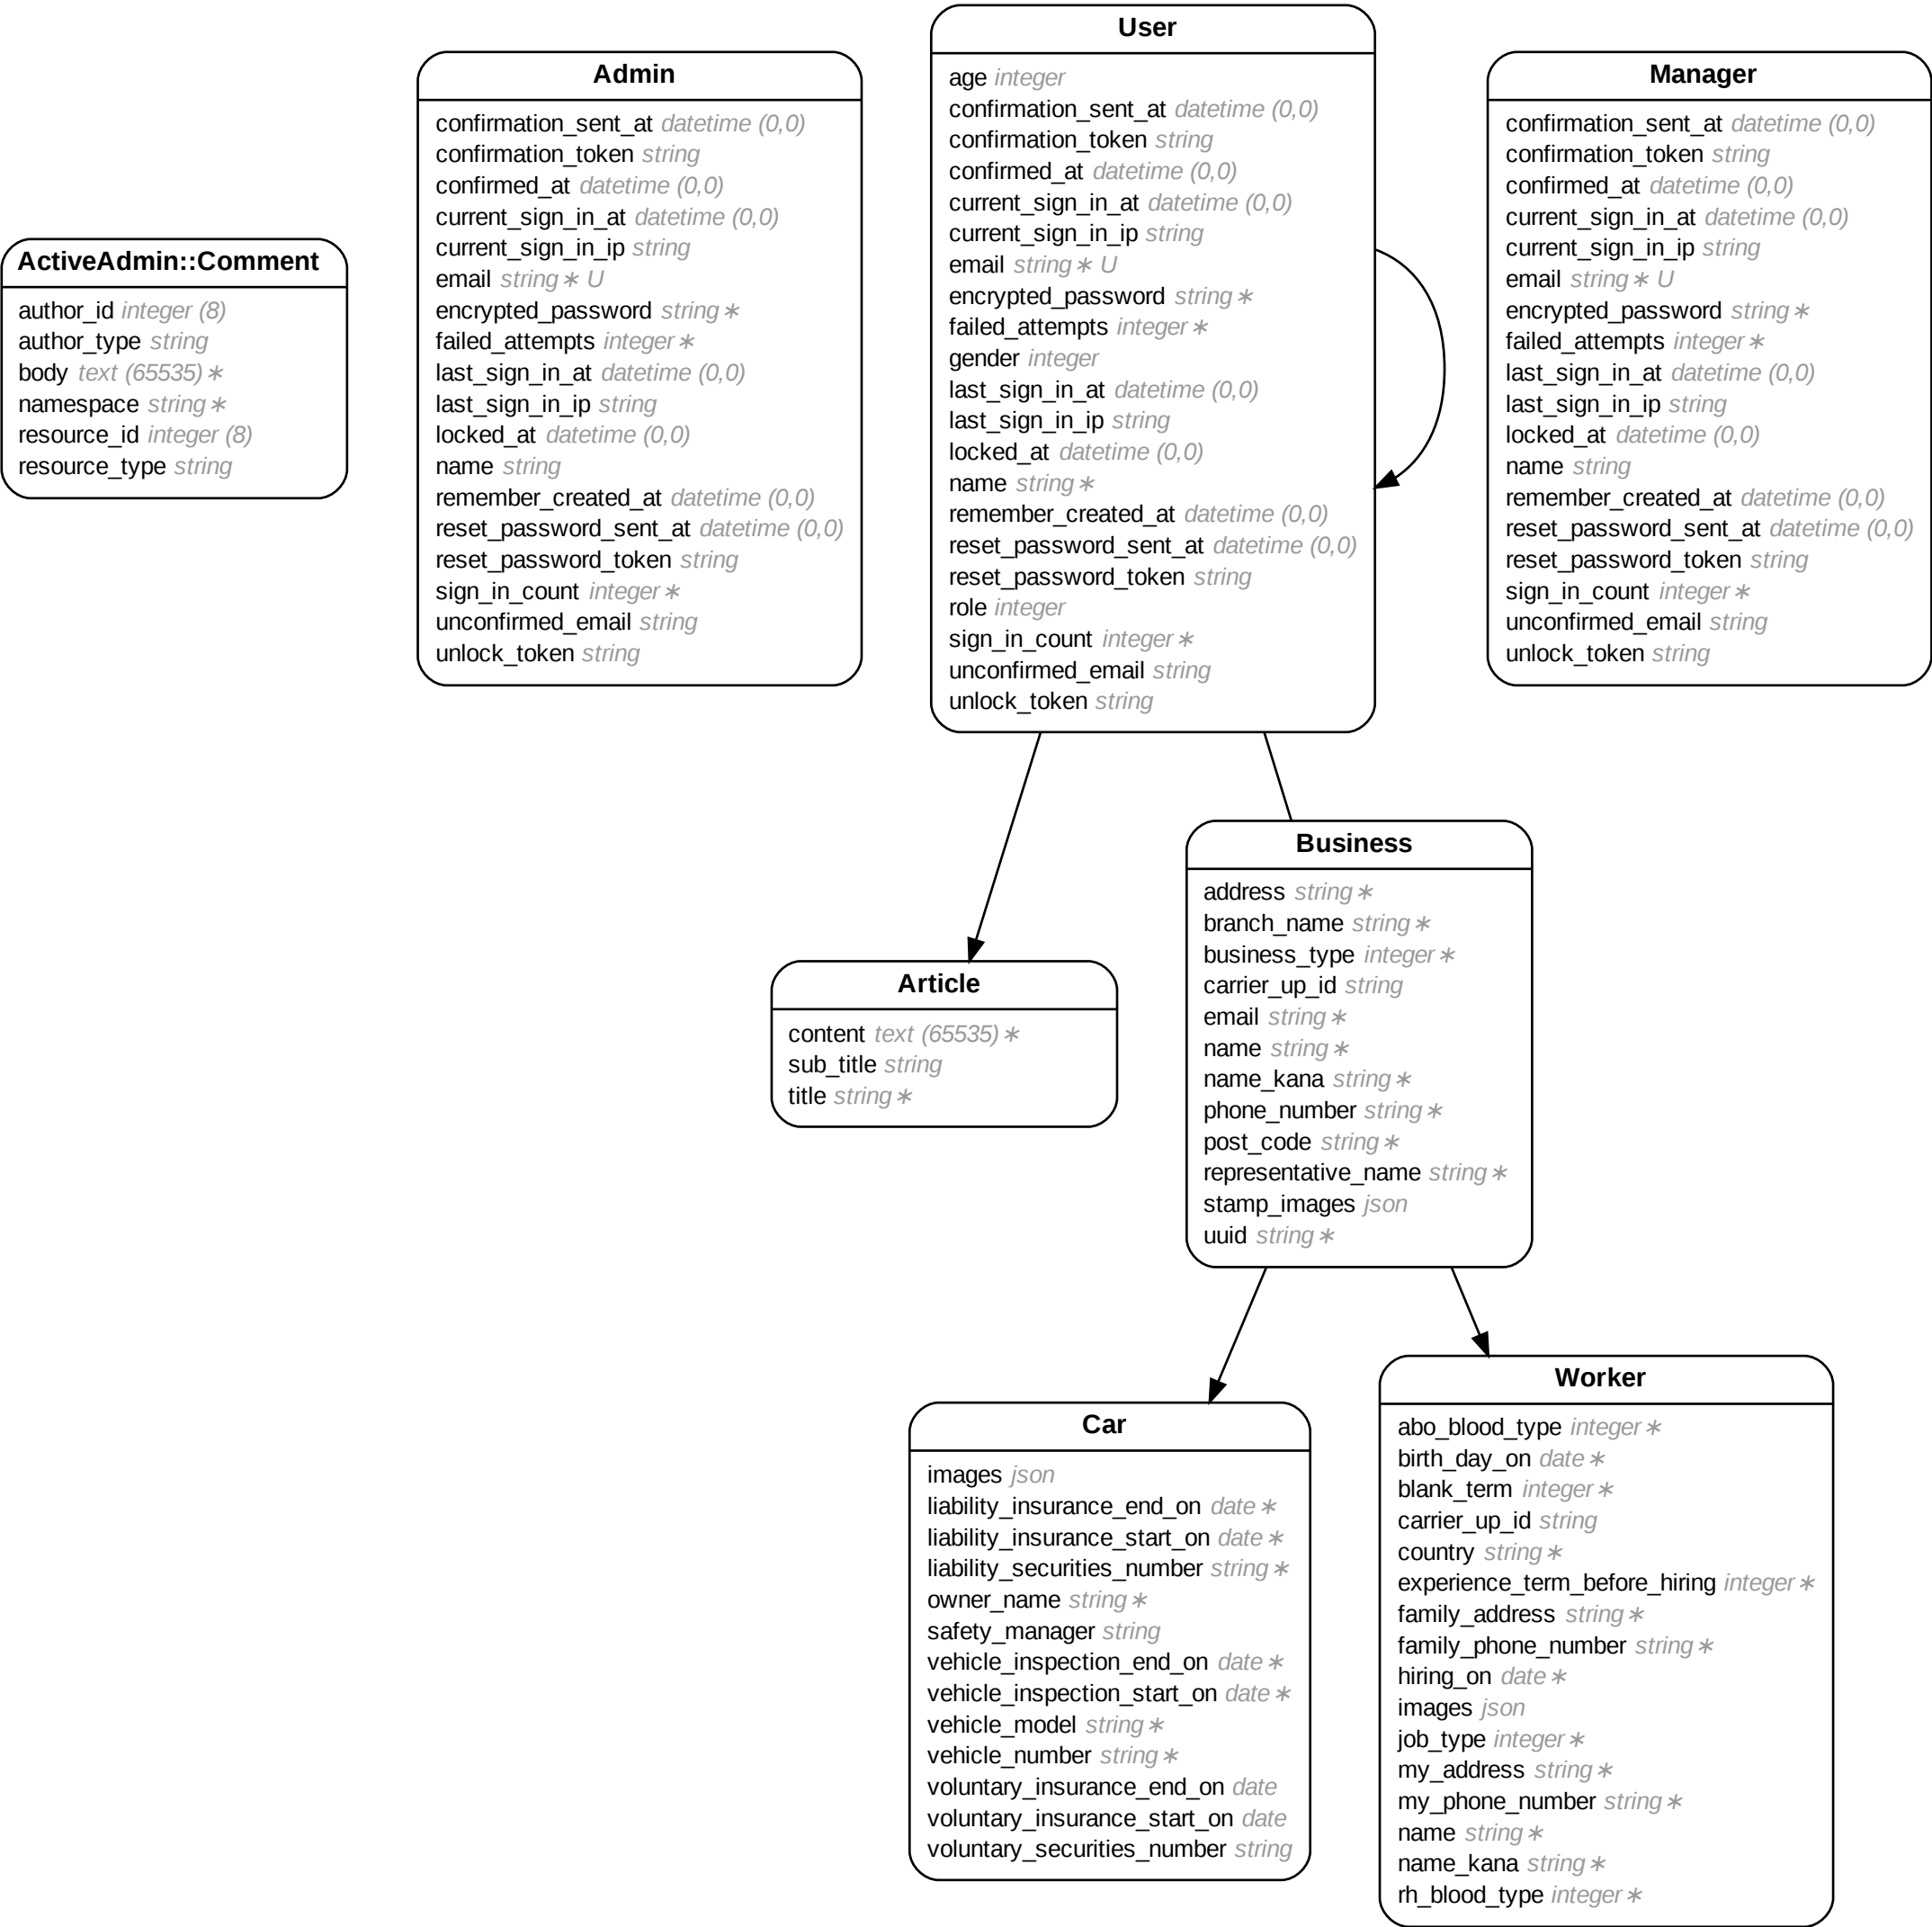 ActiveAdmin::Comment
author_id integer (8)
author_type string
body text (65535) ∗
namespace string ∗
resource_id integer (8)
resource_type string
Admin
confirmation_sent_at datetime (0,0)
confirmation_token string
confirmed_at datetime (0,0)
current_sign_in_at datetime (0,0)
current_sign_in_ip string
email string ∗ U
encrypted_password string ∗
failed_attempts integer ∗
last_sign_in_at datetime (0,0)
last_sign_in_ip string
locked_at datetime (0,0)
name string
remember_created_at datetime (0,0)
reset_password_sent_at datetime (0,0)
reset_password_token string
sign_in_count integer ∗
unconfirmed_email string
unlock_token string
User
age integer
confirmation_sent_at datetime (0,0)
confirmation_token string
confirmed_at datetime (0,0)
current_sign_in_at datetime (0,0)
current_sign_in_ip string
email string ∗ U
encrypted_password string ∗
failed_attempts integer ∗
gender integer
last_sign_in_at datetime (0,0)
last_sign_in_ip string
locked_at datetime (0,0)
name string ∗
remember_created_at datetime (0,0)
reset_password_sent_at datetime (0,0)
reset_password_token string
role integer
sign_in_count integer ∗
unconfirmed_email string
unlock_token string
Manager
confirmation_sent_at datetime (0,0)
confirmation_token string
confirmed_at datetime (0,0)
current_sign_in_at datetime (0,0)
current_sign_in_ip string
email string ∗ U
encrypted_password string ∗
failed_attempts integer ∗
last_sign_in_at datetime (0,0)
last_sign_in_ip string
locked_at datetime (0,0)
name string
remember_created_at datetime (0,0)
reset_password_sent_at datetime (0,0)
reset_password_token string
sign_in_count integer ∗
unconfirmed_email string
unlock_token string
Article
content text (65535) ∗
sub_title string
title string ∗
Business
address string ∗
branch_name string ∗
business_type integer ∗
carrier_up_id string
email string ∗
name string ∗
name_kana string ∗
phone_number string ∗
post_code string ∗
representative_name string ∗
stamp_images json
uuid string ∗
Car
images json
liability_insurance_end_on date ∗
liability_insurance_start_on date ∗
liability_securities_number string ∗
owner_name string ∗
safety_manager string
vehicle_inspection_end_on date ∗
vehicle_inspection_start_on date ∗
vehicle_model string ∗
vehicle_number string ∗
voluntary_insurance_end_on date
voluntary_insurance_start_on date
voluntary_securities_number string
Worker
abo_blood_type integer ∗
birth_day_on date ∗
blank_term integer ∗
carrier_up_id string
country string ∗
experience_term_before_hiring integer ∗
family_address string ∗
family_phone_number string ∗
hiring_on date ∗
images json
job_type integer ∗
my_address string ∗
my_phone_number string ∗
name string ∗
name_kana string ∗
rh_blood_type integer ∗